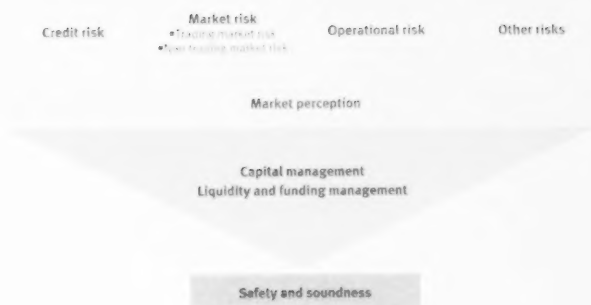 Credit risk
Market risk
•Trading market risk
•Non trading market risk
Operational risk
Other risks
Market perception
Capital management
Liquidity and funding management
Safety and soundness